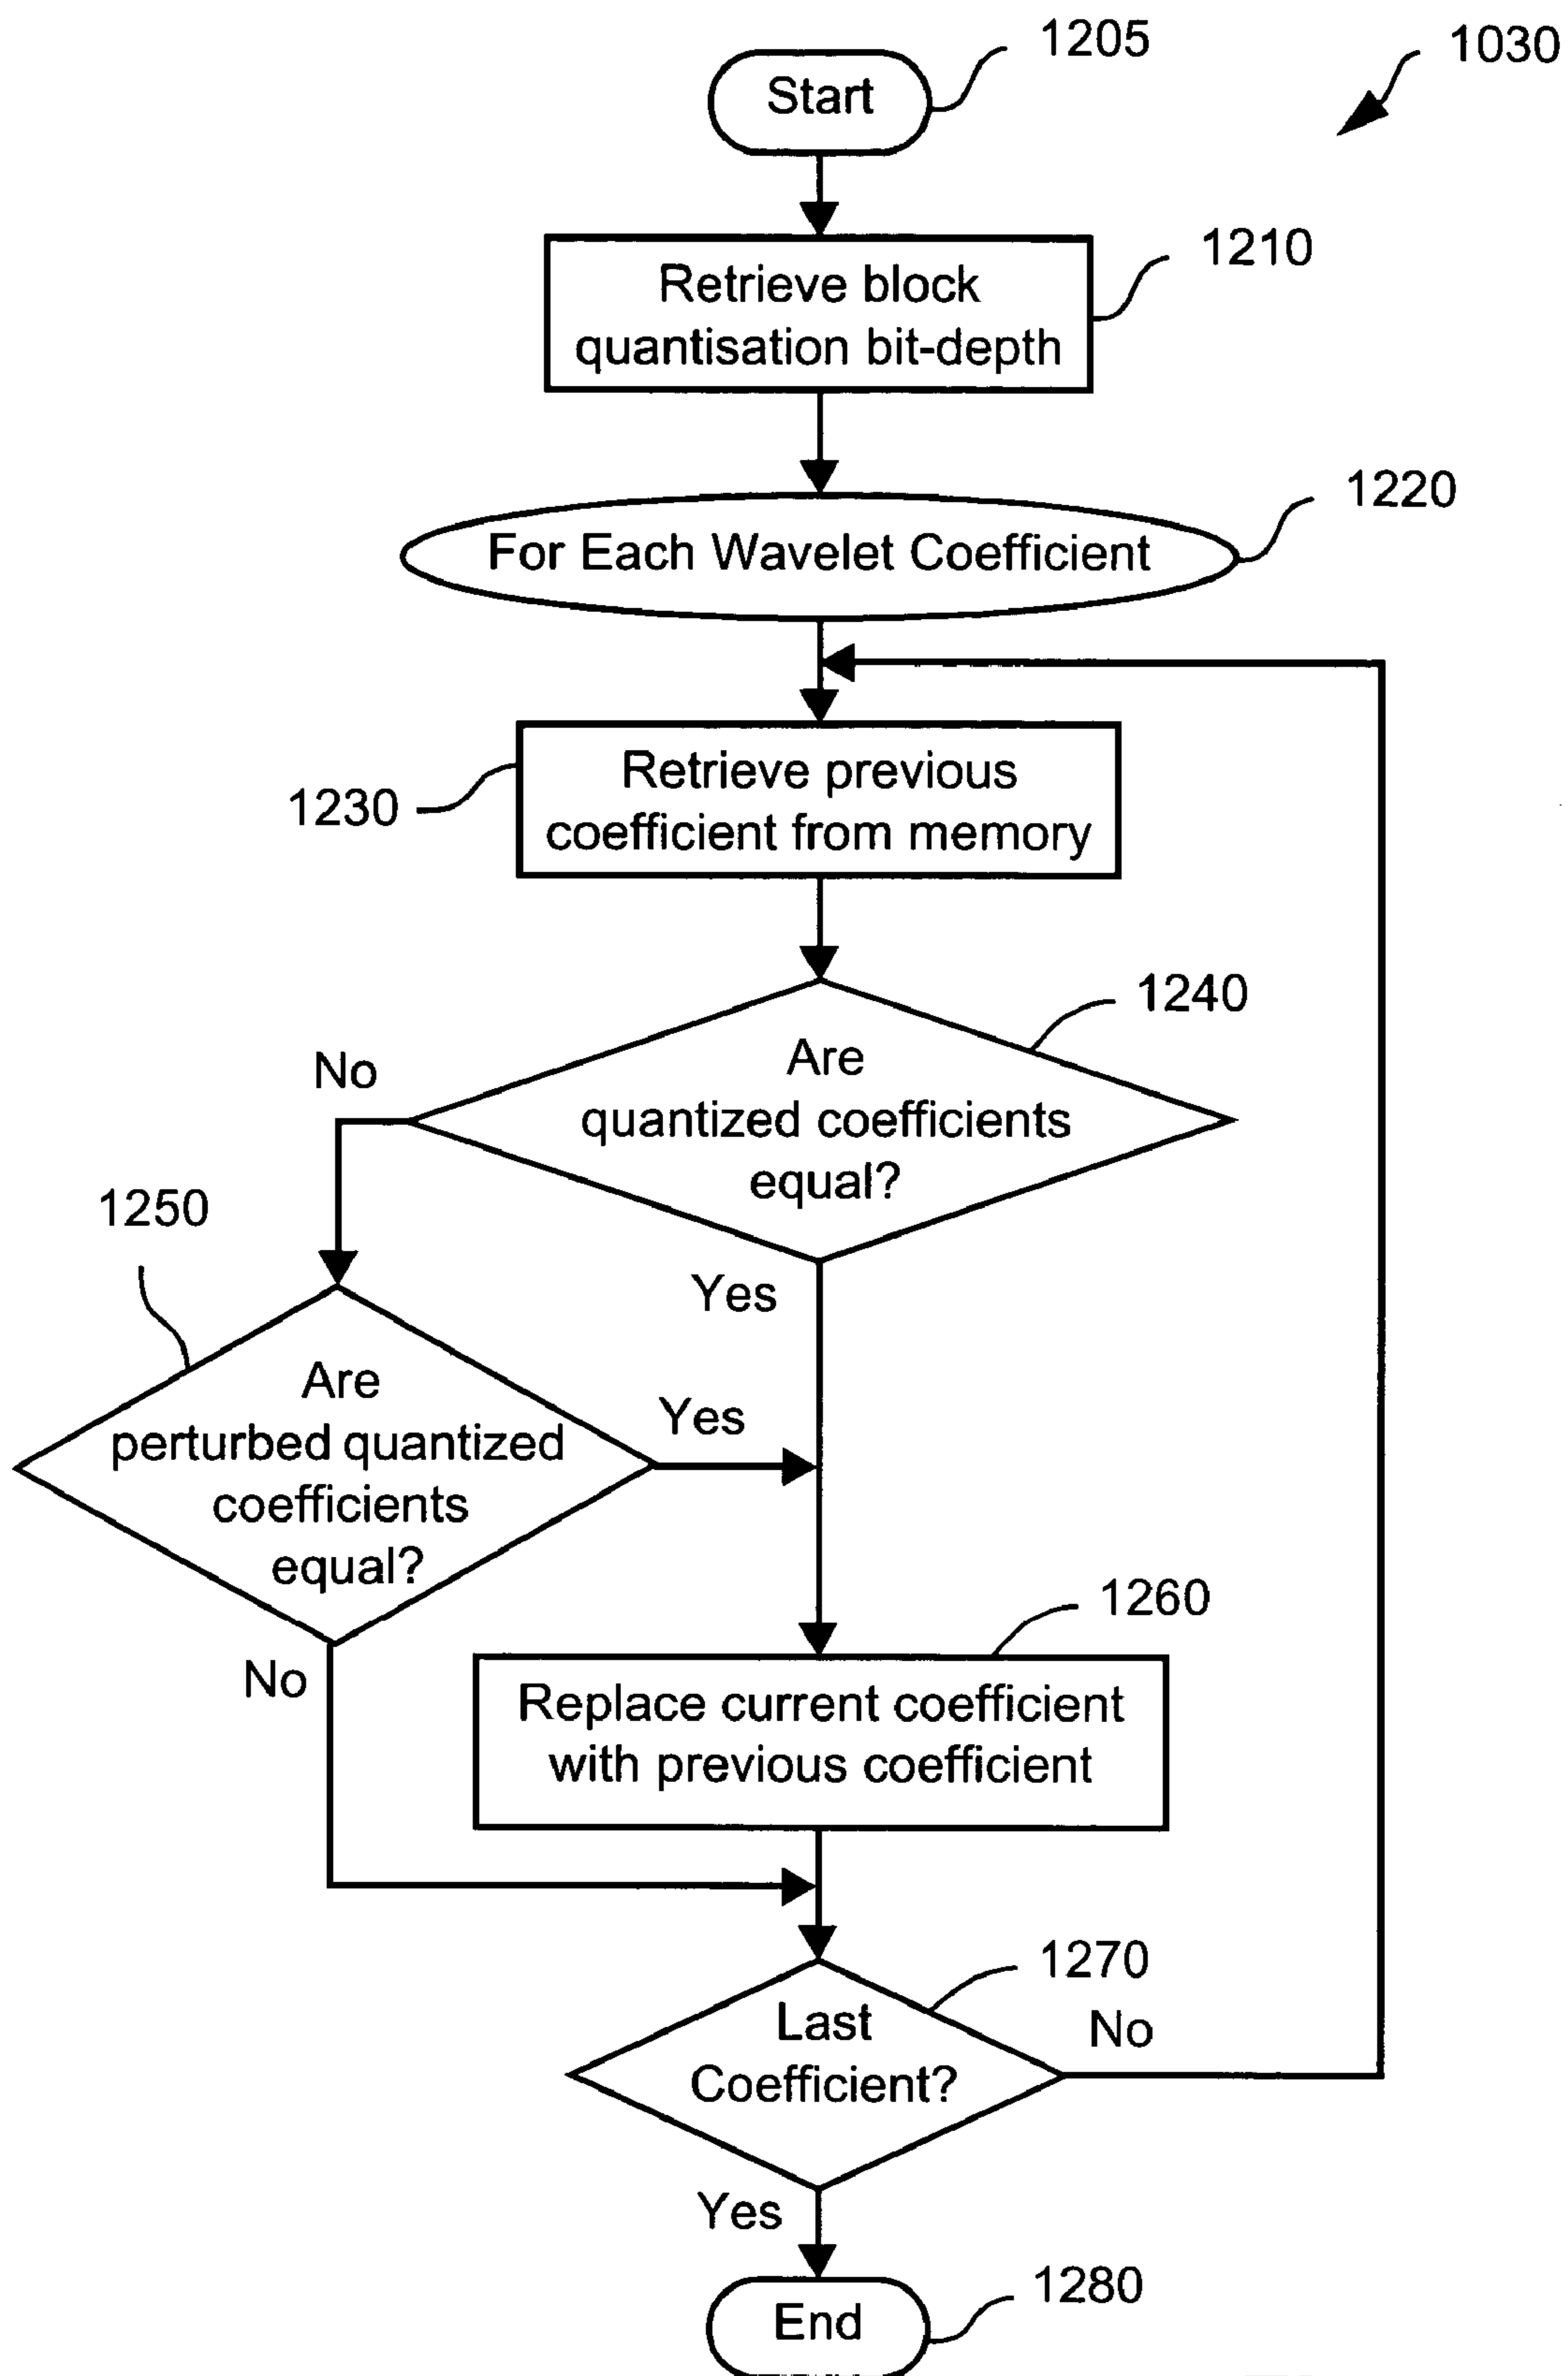 1205
1030
Start
1210
Retrieve block
quantisation bit-depth
1220
For Each Wavelet Coefficient
Retrieve previous
coefficient from memory
1230
1240
No
Are
quantized coefficients
equal?
1250
Yes
Are
perturbed quantized
coefficients
equal?
Yes
1260
No
Replace current coefficient
with previous coefficient
1270
Last
Coefficient?
No
Yes
1280
End